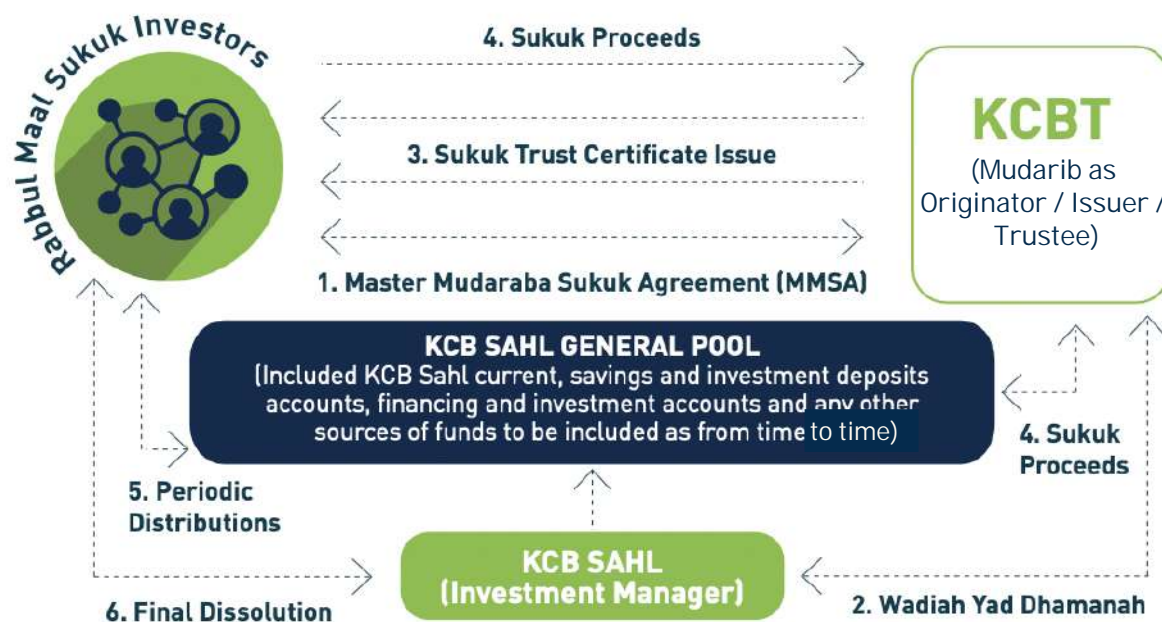 Rabbul Maal Sukuk Investors
4. Sukuk Proceeds
3. Sukuk Trust Certificate Issue
1. Master Mudaraba Sukuk Agreement (MMSA)
KCBT
(Mudarib as
Originator / Issuer /
Trustee)
KCB SAHL GENERAL POOL
(Included KCB Sahl current, savings and investment deposits
accounts, financing and investment accounts and any other
sources of funds to be included as from time to time)
4. Sukuk
Proceeds
5. Periodic
Distributions
KCB SAHL
(Investment Manager)
6. Final Dissolution
2. Wadiah Yad Dhamanah